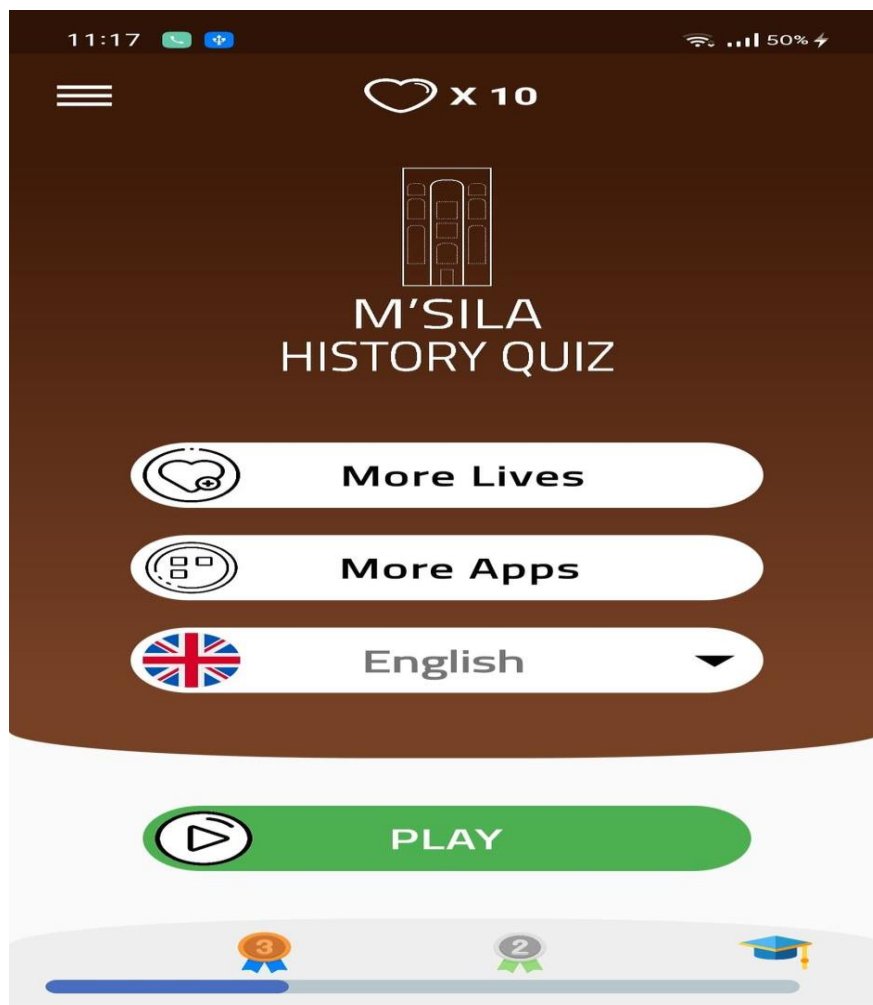 11:17 50%
X 10
M'SILA
HISTORY QUIZ
More Lives
More Apps
English
PLAY
3 2